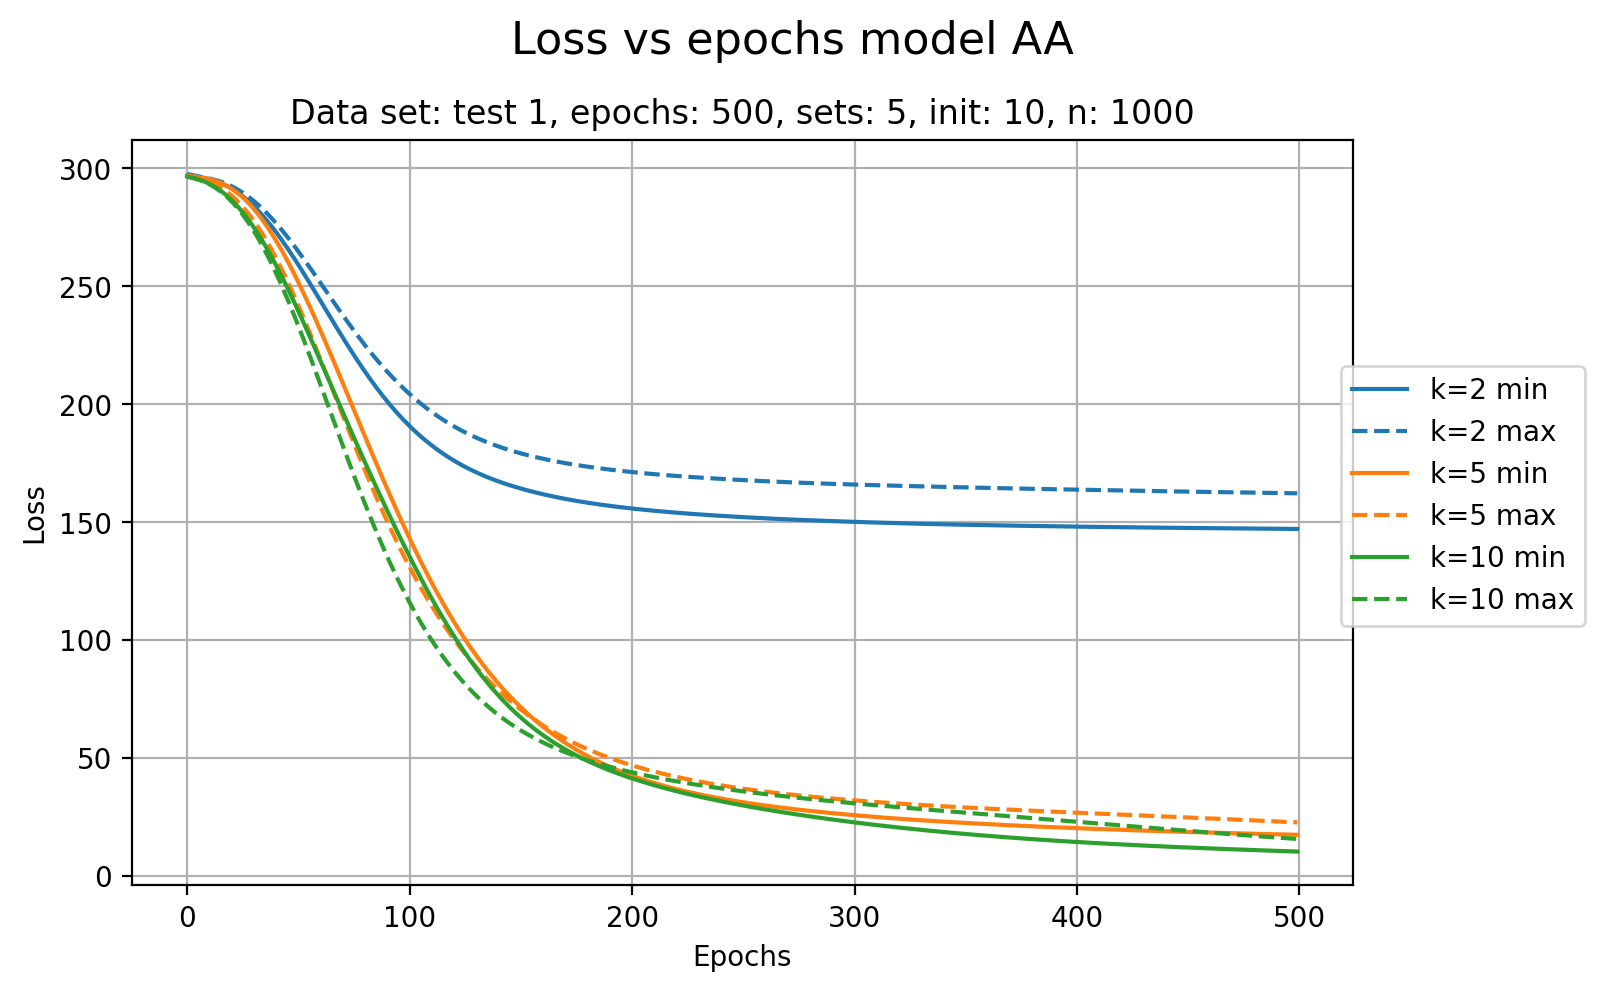 Loss vs epochs model AA
Data set: test 1, epochs: 500, sets: 5, init: 10, n: 1000
Loss
300
250
200
150
100
50
0
0 100 200 300 400 500
Epochs
k=2 min
k=2 max
k=5 min
k=5 max
k=10 min
k=10 max